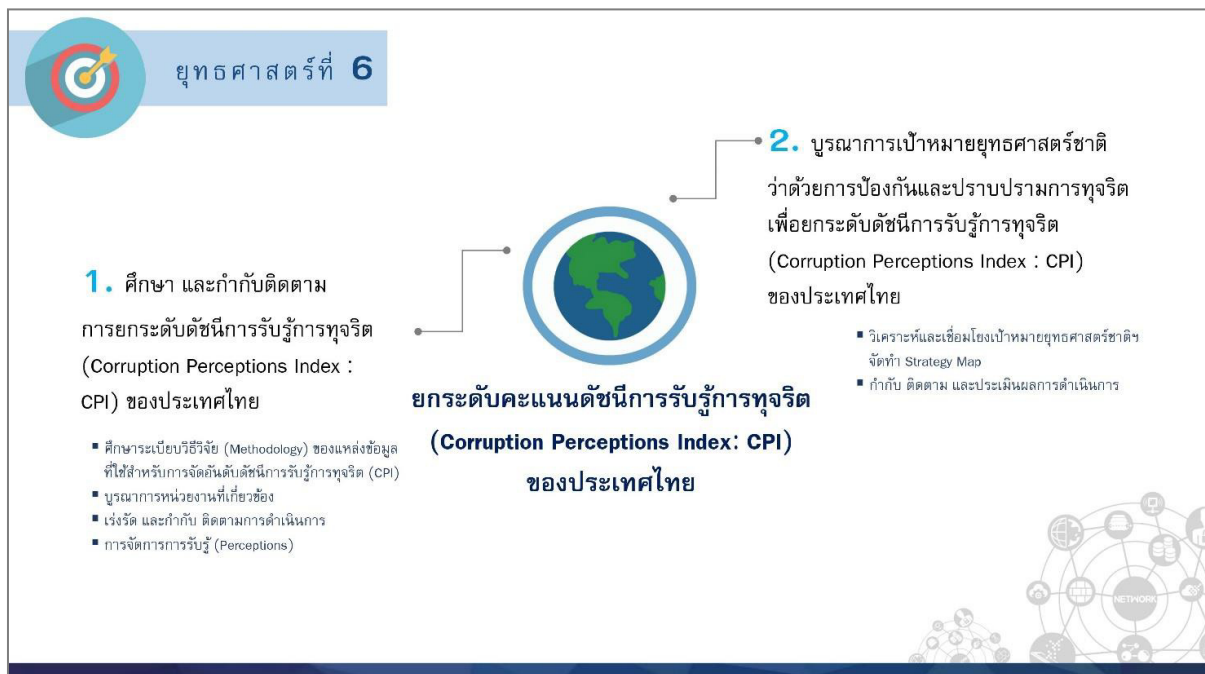 ยุทธศาสตร์ที่ 6
1. ศึกษา และกำกับติดตาม
การยกระดับดัชนีการรับรู้การทุจริต
(Corruption Perceptions Index :
CPI) ของประเทศไทย
▪ ศึกษาระเบียบวิธีวิจัย (Methodology) ของแหล่งข้อมูล
ที่ใช้สำหรับการจัดอันดับดัชนีการรับรู้การทุจริต (CPI)
▪ บูรณาการหน่วยงานที่เกี่ยวข้อง
▪ เร่งรัด และกำกับ ติดตามการดำเนินการ
▪ การจัดการการรับรู้ (Perceptions)
ยกระดับคะแนนดัชนีการรับรู้การทุจริต
(Corruption Perceptions Index: CPI)
ของประเทศไทย
2. บูรณาการเป้าหมายยุทธศาสตร์ชาติ
ว่าด้วยการป้องกันและปราบปรามการทุจริต
เพื่อยกระดับดัชนีการรับรู้การทุจริต
(Corruption Perceptions Index : CPI)
ของประเทศไทย
▪ วิเคราะห์และเชื่อมโยงเป้าหมายยุทธศาสตร์ชาติฯ
จัดทำ Strategy Map
▪ กำกับ ติดตาม และประเมินผลการดำเนินการ
NETWORK